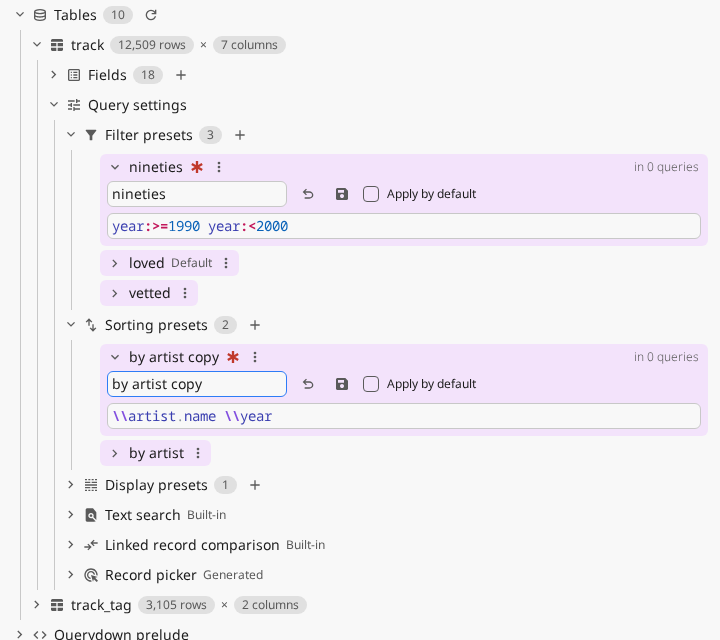 Tables 10
track 12,509 rows × 7 columns
Fields 18 +
Query settings
Filter presets 3 +
nineties * in 0 queries
nineties Apply by default
year:>=1990 year:<2000
loved Default
vetted
Sorting presets 2 +
by artist copy * in 0 queries
by artist copy Apply by default
\\artist.name \\year
by artist
Display presets 1 +
Text search Built-in
Linked record comparison Built-in
Record picker Generated
track_tag 3,105 rows × 2 columns
Querydown prelude